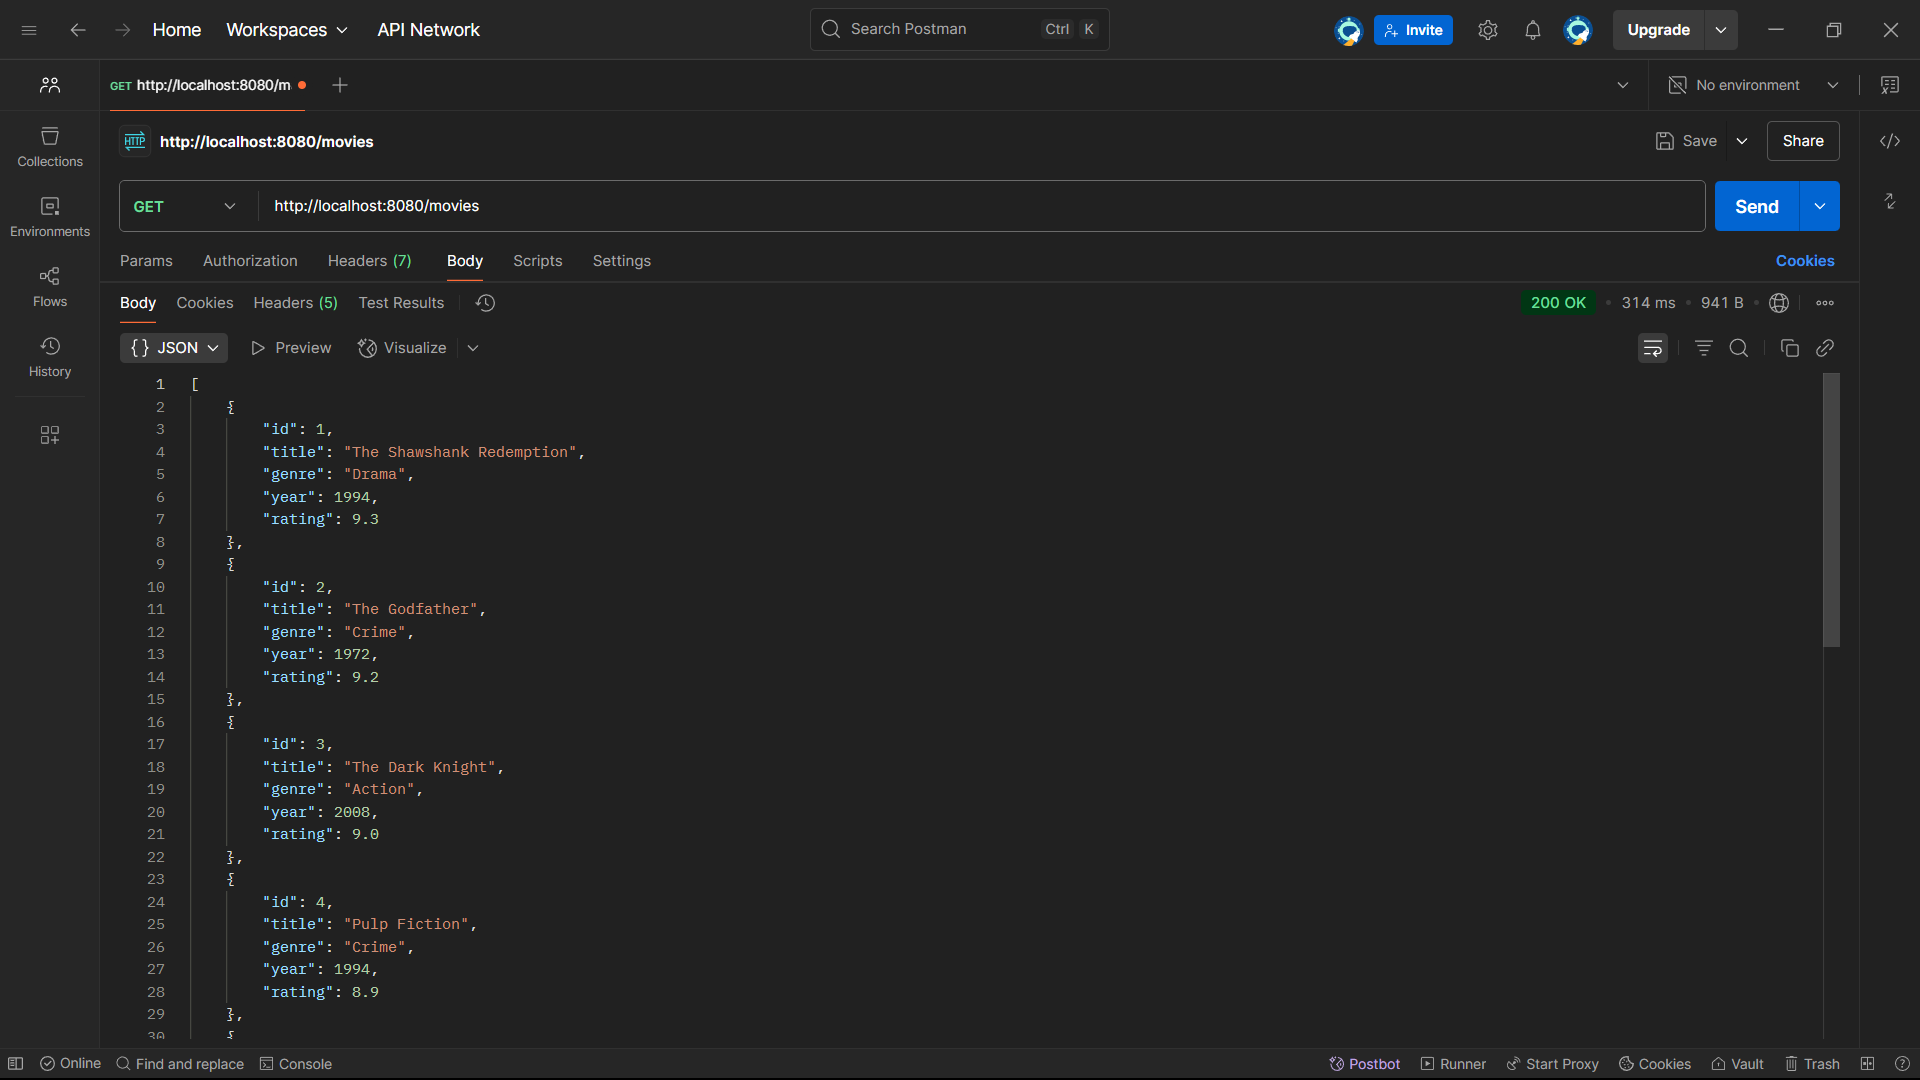 Home Workspaces API Network Search Postman Ctrl K Invite Upgrade
GET http://localhost:8080/m No environment
HTTP http://localhost:8080/movies Save Share
Collections
GET http://localhost:8080/movies Send
Environments
Params Authorization Headers (7) Body Scripts Settings Cookies
Flows
Body Cookies Headers (5) Test Results 200 OK 314 ms 941 B
{} JSON Preview Visualize
History
1 [
2 {
3 "id": 1,
4 "title": "The Shawshank Redemption",
5 "genre": "Drama",
6 "year": 1994,
7 "rating": 9.3
8 },
9 {
10 "id": 2,
11 "title": "The Godfather",
12 "genre": "Crime",
13 "year": 1972,
14 "rating": 9.2
15 },
16 {
17 "id": 3,
18 "title": "The Dark Knight",
19 "genre": "Action",
20 "year": 2008,
21 "rating": 9.0
22 },
23 {
24 "id": 4,
25 "title": "Pulp Fiction",
26 "genre": "Crime",
27 "year": 1994,
28 "rating": 8.9
29 },
30 {
Online Find and replace Console Postbot Runner Start Proxy Cookies Vault Trash